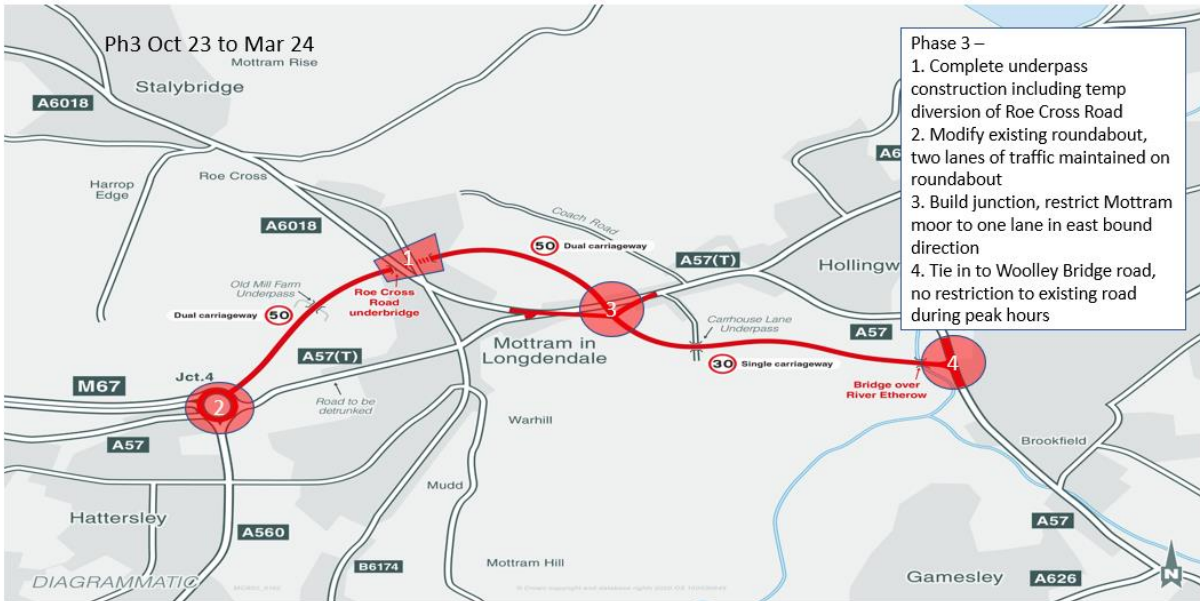 Ph3 Oct 23 to Mar 24
Mottram Rise
Stalybridge
A6018
Phase 3 –
1. Complete underpass
construction including temp
diversion of Roe Cross Road
2. Modify existing roundabout,
two lanes of traffic maintained on
roundabout
3. Build junction, restrict Mottram
moor to one lane in east bound
direction
4. Tie in to Woolley Bridge road,
no restriction to existing road
during peak hours
A6
Roe Cross
Harrop
Edge
A6018
Coach Road
1
50 Dual carriageway
A57(T)
Hollingw
Old Mill Farm
Underpass
Roe Cross
Road
underbridge
Dual carriageway 50
3
Carrhouse Lane
Underpass
A57
Mottram in
Longdendale
A57(T)
30 Single carriageway
4
Bridge over
River Etherow
Jct.4
M67
2
Road to be
detrunked
A57
Warhill
Brookfield
Mudd
Hattersley
A560
A57
B6174
Mottram Hill
Gamesley
A626
DIAGRAMMATIC
N